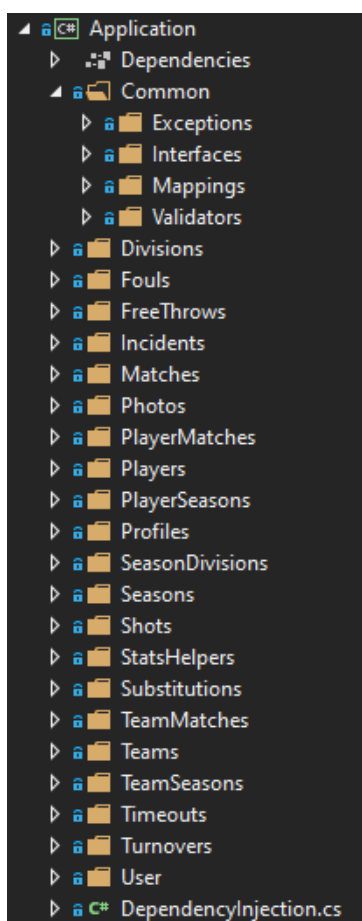 C# Application
Dependencies
Common
Exceptions
Interfaces
Mappings
Validators
Divisions
Fouls
FreeThrows
Incidents
Matches
Photos
PlayerMatches
Players
PlayerSeasons
Profiles
SeasonDivisions
Seasons
Shots
StatsHelpers
Substitutions
TeamMatches
Teams
TeamSeasons
Timeouts
Turnovers
User
C# DependencyInjection.cs